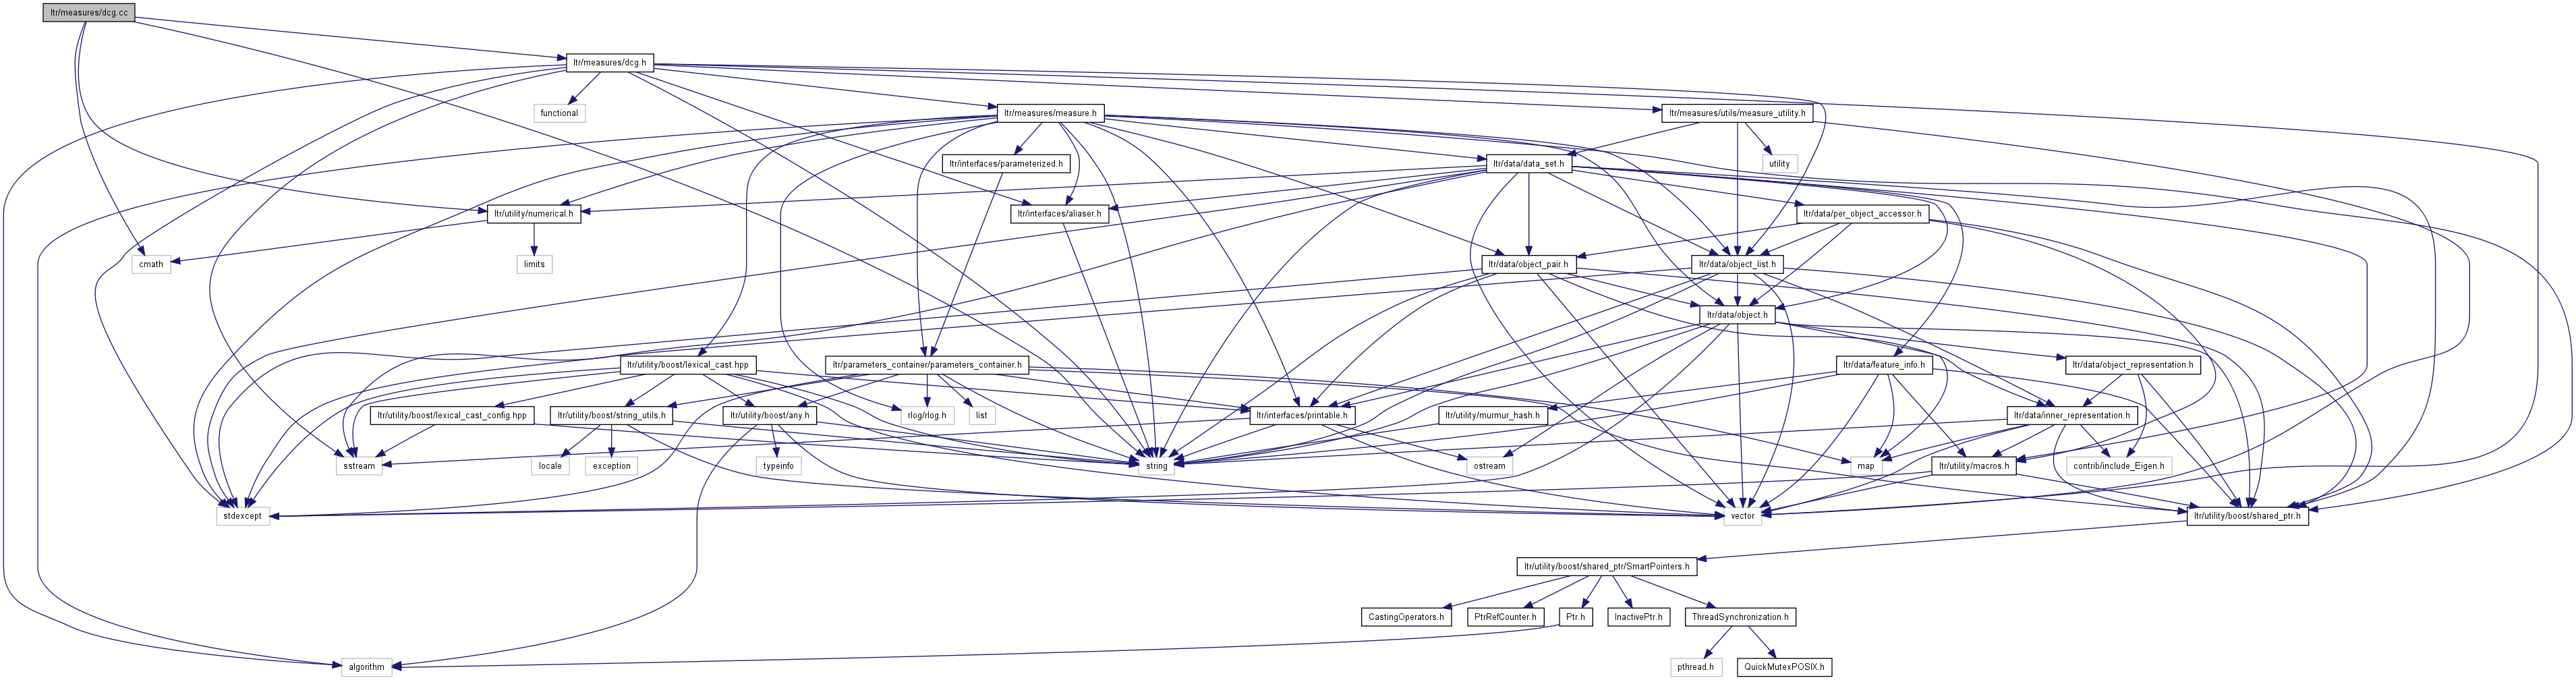 ltr/measures/dcg.cc
ltr/measures/dcg.h
functional
ltr/measures/measure.h
ltr/measures/utils/measure_utility.h
ltr/interfaces/parameterized.h
ltr/data/data_set.h
utility
ltr/utility/numerical.h
ltr/interfaces/aliaser.h
ltr/data/per_object_accessor.h
cmath
limits
ltr/data/object_pair.h
ltr/data/object_list.h
ltr/data/object.h
ltr/utility/boost/lexical_cast.hpp
ltr/parameters_container/parameters_container.h
ltr/data/feature_info.h
ltr/data/object_representation.h
ltr/utility/boost/lexical_cast_config.hpp
ltr/utility/boost/string_utils.h
ltr/utility/boost/any.h
rlog/rlog.h
list
ltr/interfaces/printable.h
ltr/utility/murmur_hash.h
ltr/data/inner_representation.h
sstream
locale
exception
typeinfo
string
ostream
map
ltr/utility/macros.h
contrib/include_Eigen.h
stdexcept
vector
ltr/utility/boost/shared_ptr.h
ltr/utility/boost/shared_ptr/SmartPointers.h
CastingOperators.h
PtrRefCounter.h
Ptr.h
InactivePtr.h
ThreadSynchronization.h
algorithm
pthread.h
QuickMutexPOSIX.h